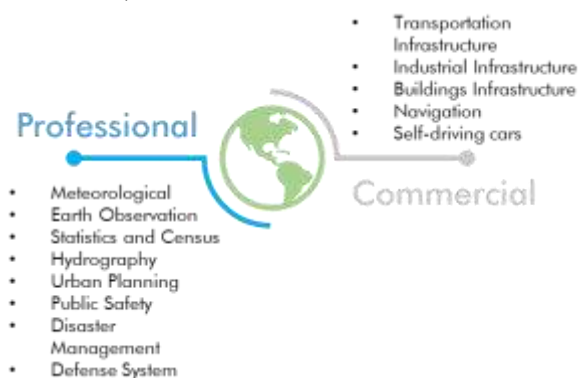 Professional
• Meteorological
• Earth Observation
• Statistics and Census
• Hydrography
• Urban Planning
• Public Safety
• Disaster
Management
• Defense System
• Transportation
Infrastructure
• Industrial Infrastructure
• Buildings Infrastructure
• Navigation
• Self-driving cars
Commercial